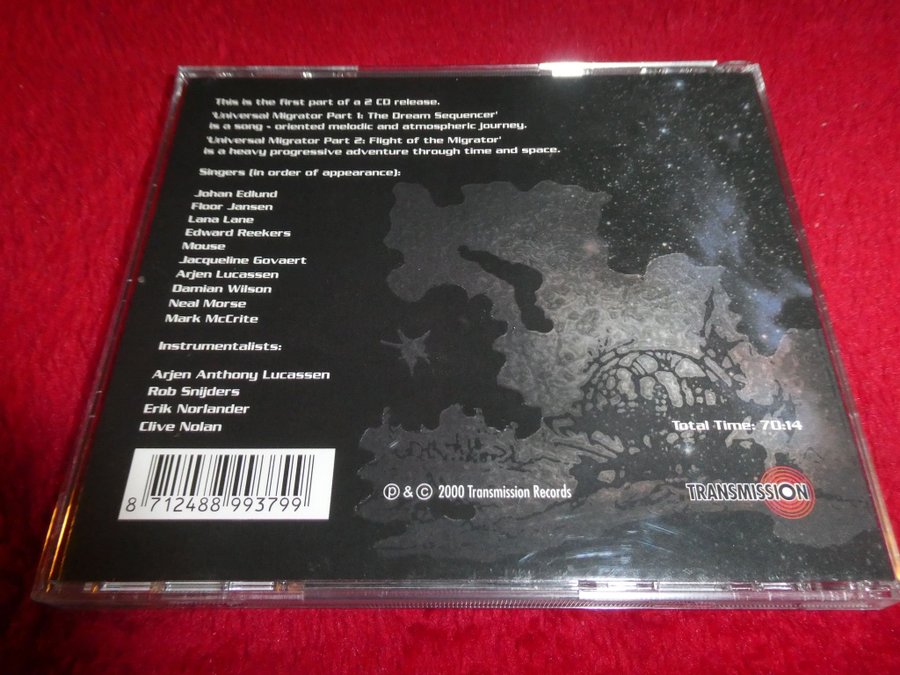 This is the first part of a 2 CD release.
'Universal Migrator Part 1: The Dream Sequencer'
is a song - oriented melodic and atmospheric journey.
'Universal Migrator Part 2: Flight of the Migrator'
is a heavy progressive adventure through time and space.
Singers (in order of appearance):
Johan Edlund
Floor Jansen
Lana Lane
Edward Reekers
Mouse
Jacqueline Govaert
Arjen Lucassen
Damian Wilson
Neal Morse
Mark McCrite
Instrumentalists:
Arjen Anthony Lucassen
Rob Snijders
Erik Norlander
Clive Nolan
Total Time: 70:14
8 712488 993799
℗ & © 2000 Transmission Records
TRANSMISSION